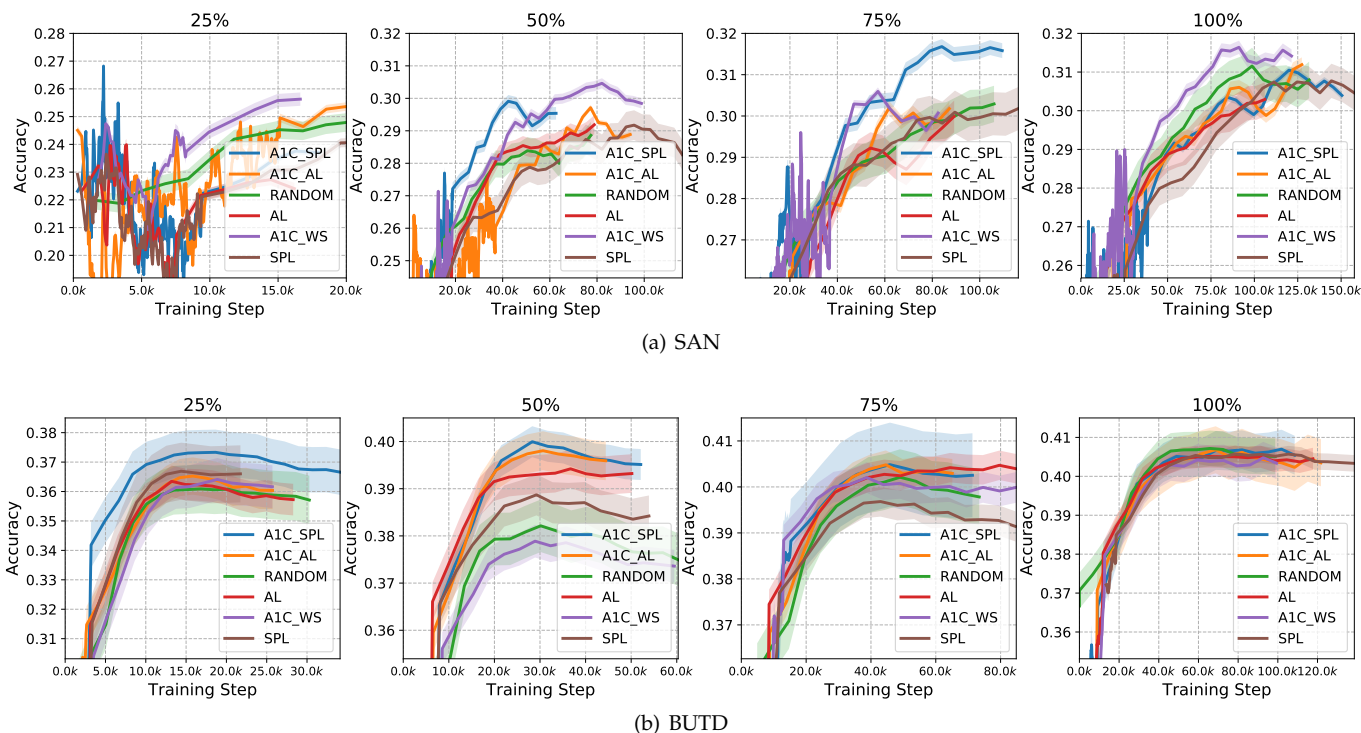 25%
Accuracy
0.28
0.27
0.26
0.25
0.24
0.23
0.22
0.21
0.20
A1C_SPL
A1C_AL
RANDOM
AL
A1C_WS
SPL
0.0k 5.0k 10.0k 15.0k 20.0k
Training Step
50%
Accuracy
0.32
0.31
0.30
0.29
0.28
0.27
0.26
0.25
A1C_SPL
A1C_AL
RANDOM
AL
A1C_WS
SPL
20.0k 40.0k 60.0k 80.0k 100.0k
Training Step
75%
Accuracy
0.32
0.31
0.30
0.29
0.28
0.27
A1C_SPL
A1C_AL
RANDOM
AL
A1C_WS
SPL
20.0k 40.0k 60.0k 80.0k 100.0k
Training Step
100%
Accuracy
0.32
0.31
0.30
0.29
0.28
0.27
0.26
A1C_SPL
A1C_AL
RANDOM
AL
A1C_WS
SPL
0.0k 25.0k 50.0k 75.0k 100.0k 125.0k 150.0k
Training Step
(a) SAN
25%
Accuracy
0.38
0.37
0.36
0.35
0.34
0.33
0.32
0.31
A1C_SPL
A1C_AL
RANDOM
AL
A1C_WS
SPL
0.0k 5.0k 10.0k 15.0k 20.0k 25.0k 30.0k
Training Step
50%
Accuracy
0.40
0.39
0.38
0.37
0.36
A1C_SPL
A1C_AL
RANDOM
AL
A1C_WS
SPL
0.0k 10.0k 20.0k 30.0k 40.0k 50.0k 60.0k
Training Step
75%
Accuracy
0.41
0.40
0.39
0.38
0.37
A1C_SPL
A1C_AL
RANDOM
AL
A1C_WS
SPL
0.0k 20.0k 40.0k 60.0k 80.0k
Training Step
100%
Accuracy
0.41
0.40
0.39
0.38
0.37
0.36
A1C_SPL
A1C_AL
RANDOM
AL
A1C_WS
SPL
0.0k 20.0k 40.0k 60.0k 80.0k 100.0k 120.0k
Training Step
(b) BUTD